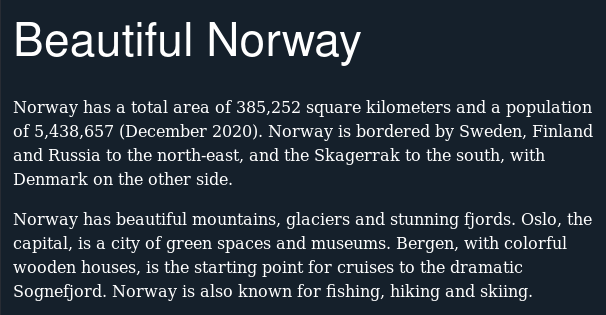 Beautiful Norway
Norway has a total area of 385,252 square kilometers and a population
of 5,438,657 (December 2020). Norway is bordered by Sweden, Finland
and Russia to the north-east, and the Skagerrak to the south, with
Denmark on the other side.
Norway has beautiful mountains, glaciers and stunning fjords. Oslo, the
capital, is a city of green spaces and museums. Bergen, with colorful
wooden houses, is the starting point for cruises to the dramatic
Sognefjord. Norway is also known for fishing, hiking and skiing.